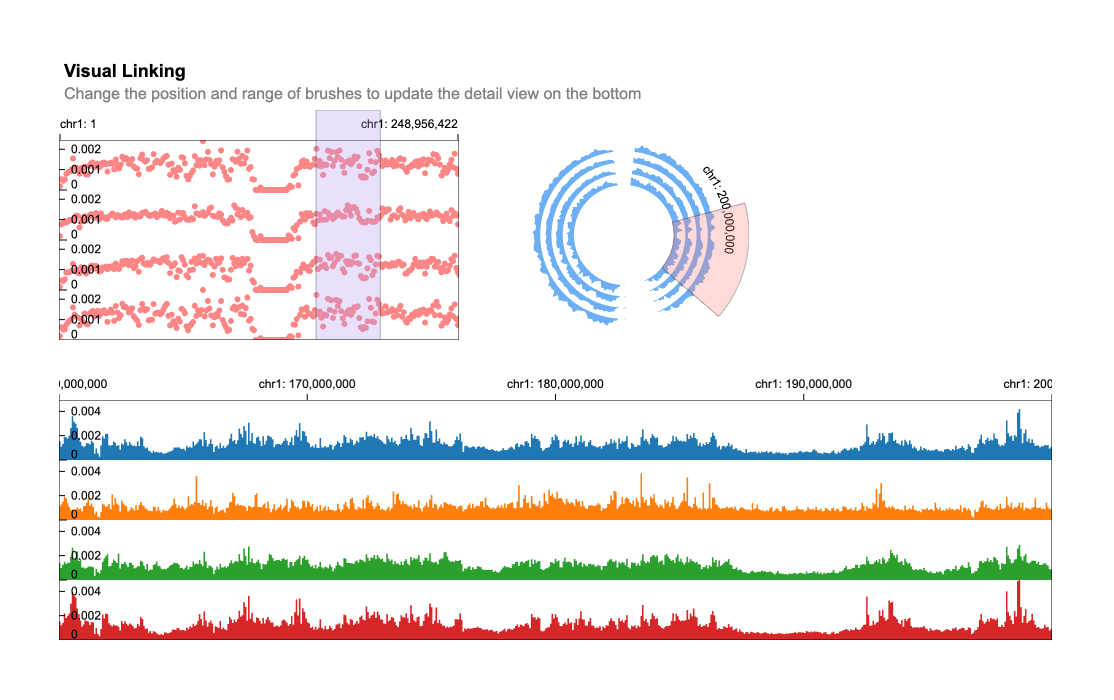 Visual Linking
Change the position and range of brushes to update the detail view on the bottom
chr1: 1
chr1: 248,956,422
0.002
0.001
0
0.002
0.001
0
0.002
0.001
0
0.002
0.001
0
chr1: 200,000,000
0,000,000
chr1: 170,000,000
chr1: 180,000,000
chr1: 190,000,000
chr1: 200
0.004
0.002
0
0.004
0.002
0
0.004
0.002
0
0.004
0.002
0